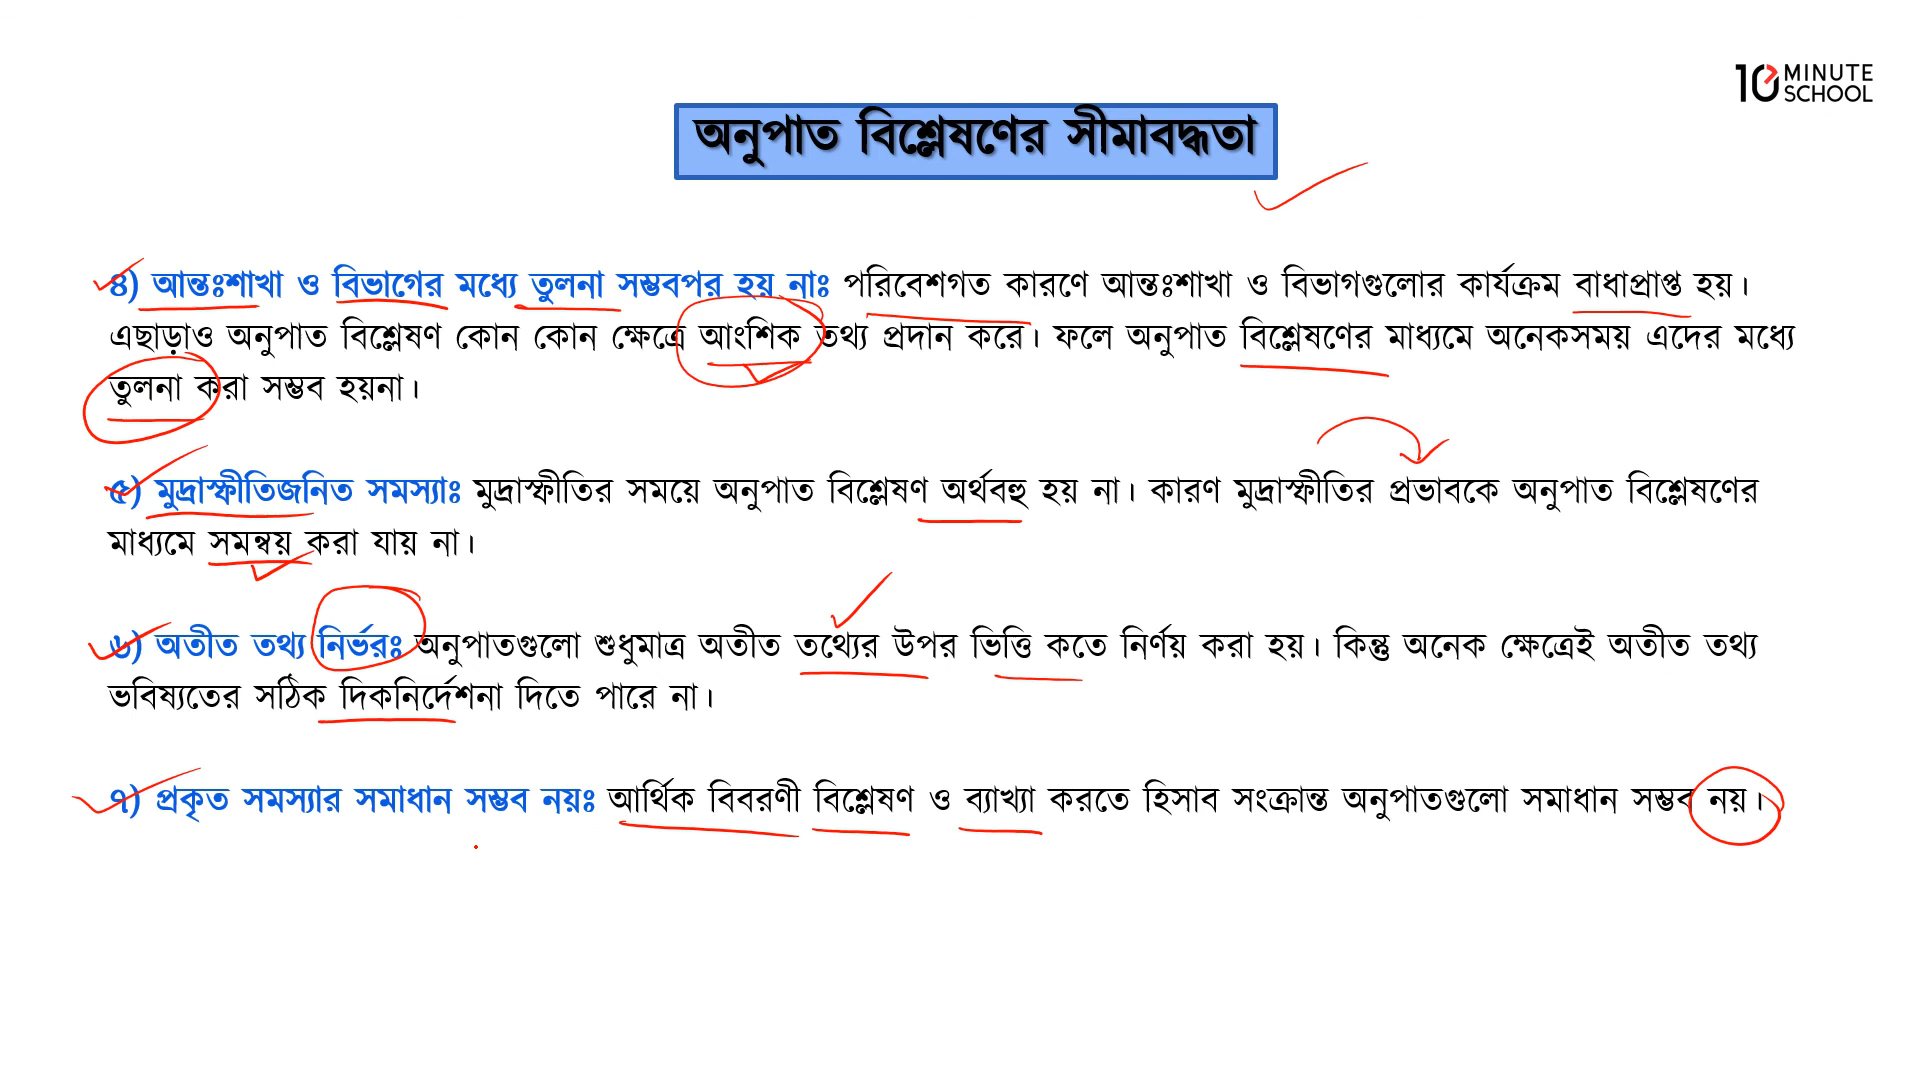 10 MINUTE SCHOOL
অনুপাত বিশ্লেষণের সীমাবদ্ধতা
৪) আন্তঃশাখা ও বিভাগের মধ্যে তুলনা সম্ভবপর হয় নাঃ পরিবেশগত কারণে আন্তঃশাখা ও বিভাগগুলোর কার্যক্রম বাধাপ্রাপ্ত হয়।
এছাড়াও অনুপাত বিশ্লেষণ কোন কোন ক্ষেত্রে আংশিক তথ্য প্রদান করে। ফলে অনুপাত বিশ্লেষণের মাধ্যমে অনেকসময় এদের মধ্যে
তুলনা করা সম্ভব হয়না।
৫) মুদ্রাস্ফীতিজনিত সমস্যাঃ মুদ্রাস্ফীতির সময়ে অনুপাত বিশ্লেষণ অর্থবহু হয় না। কারণ মুদ্রাস্ফীতির প্রভাবকে অনুপাত বিশ্লেষণের
মাধ্যমে সমন্বয় করা যায় না।
৬) অতীত তথ্য নির্ভরঃ অনুপাতগুলো শুধুমাত্র অতীত তথ্যের উপর ভিত্তি কতে নির্ণয় করা হয়। কিন্তু অনেক ক্ষেত্রেই অতীত তথ্য
ভবিষ্যতের সঠিক দিকনির্দেশনা দিতে পারে না।
৭) প্রকৃত সমস্যার সমাধান সম্ভব নয়ঃ আর্থিক বিবরণী বিশ্লেষণ ও ব্যাখ্যা করতে হিসাব সংক্রান্ত অনুপাতগুলো সমাধান সম্ভব নয়।